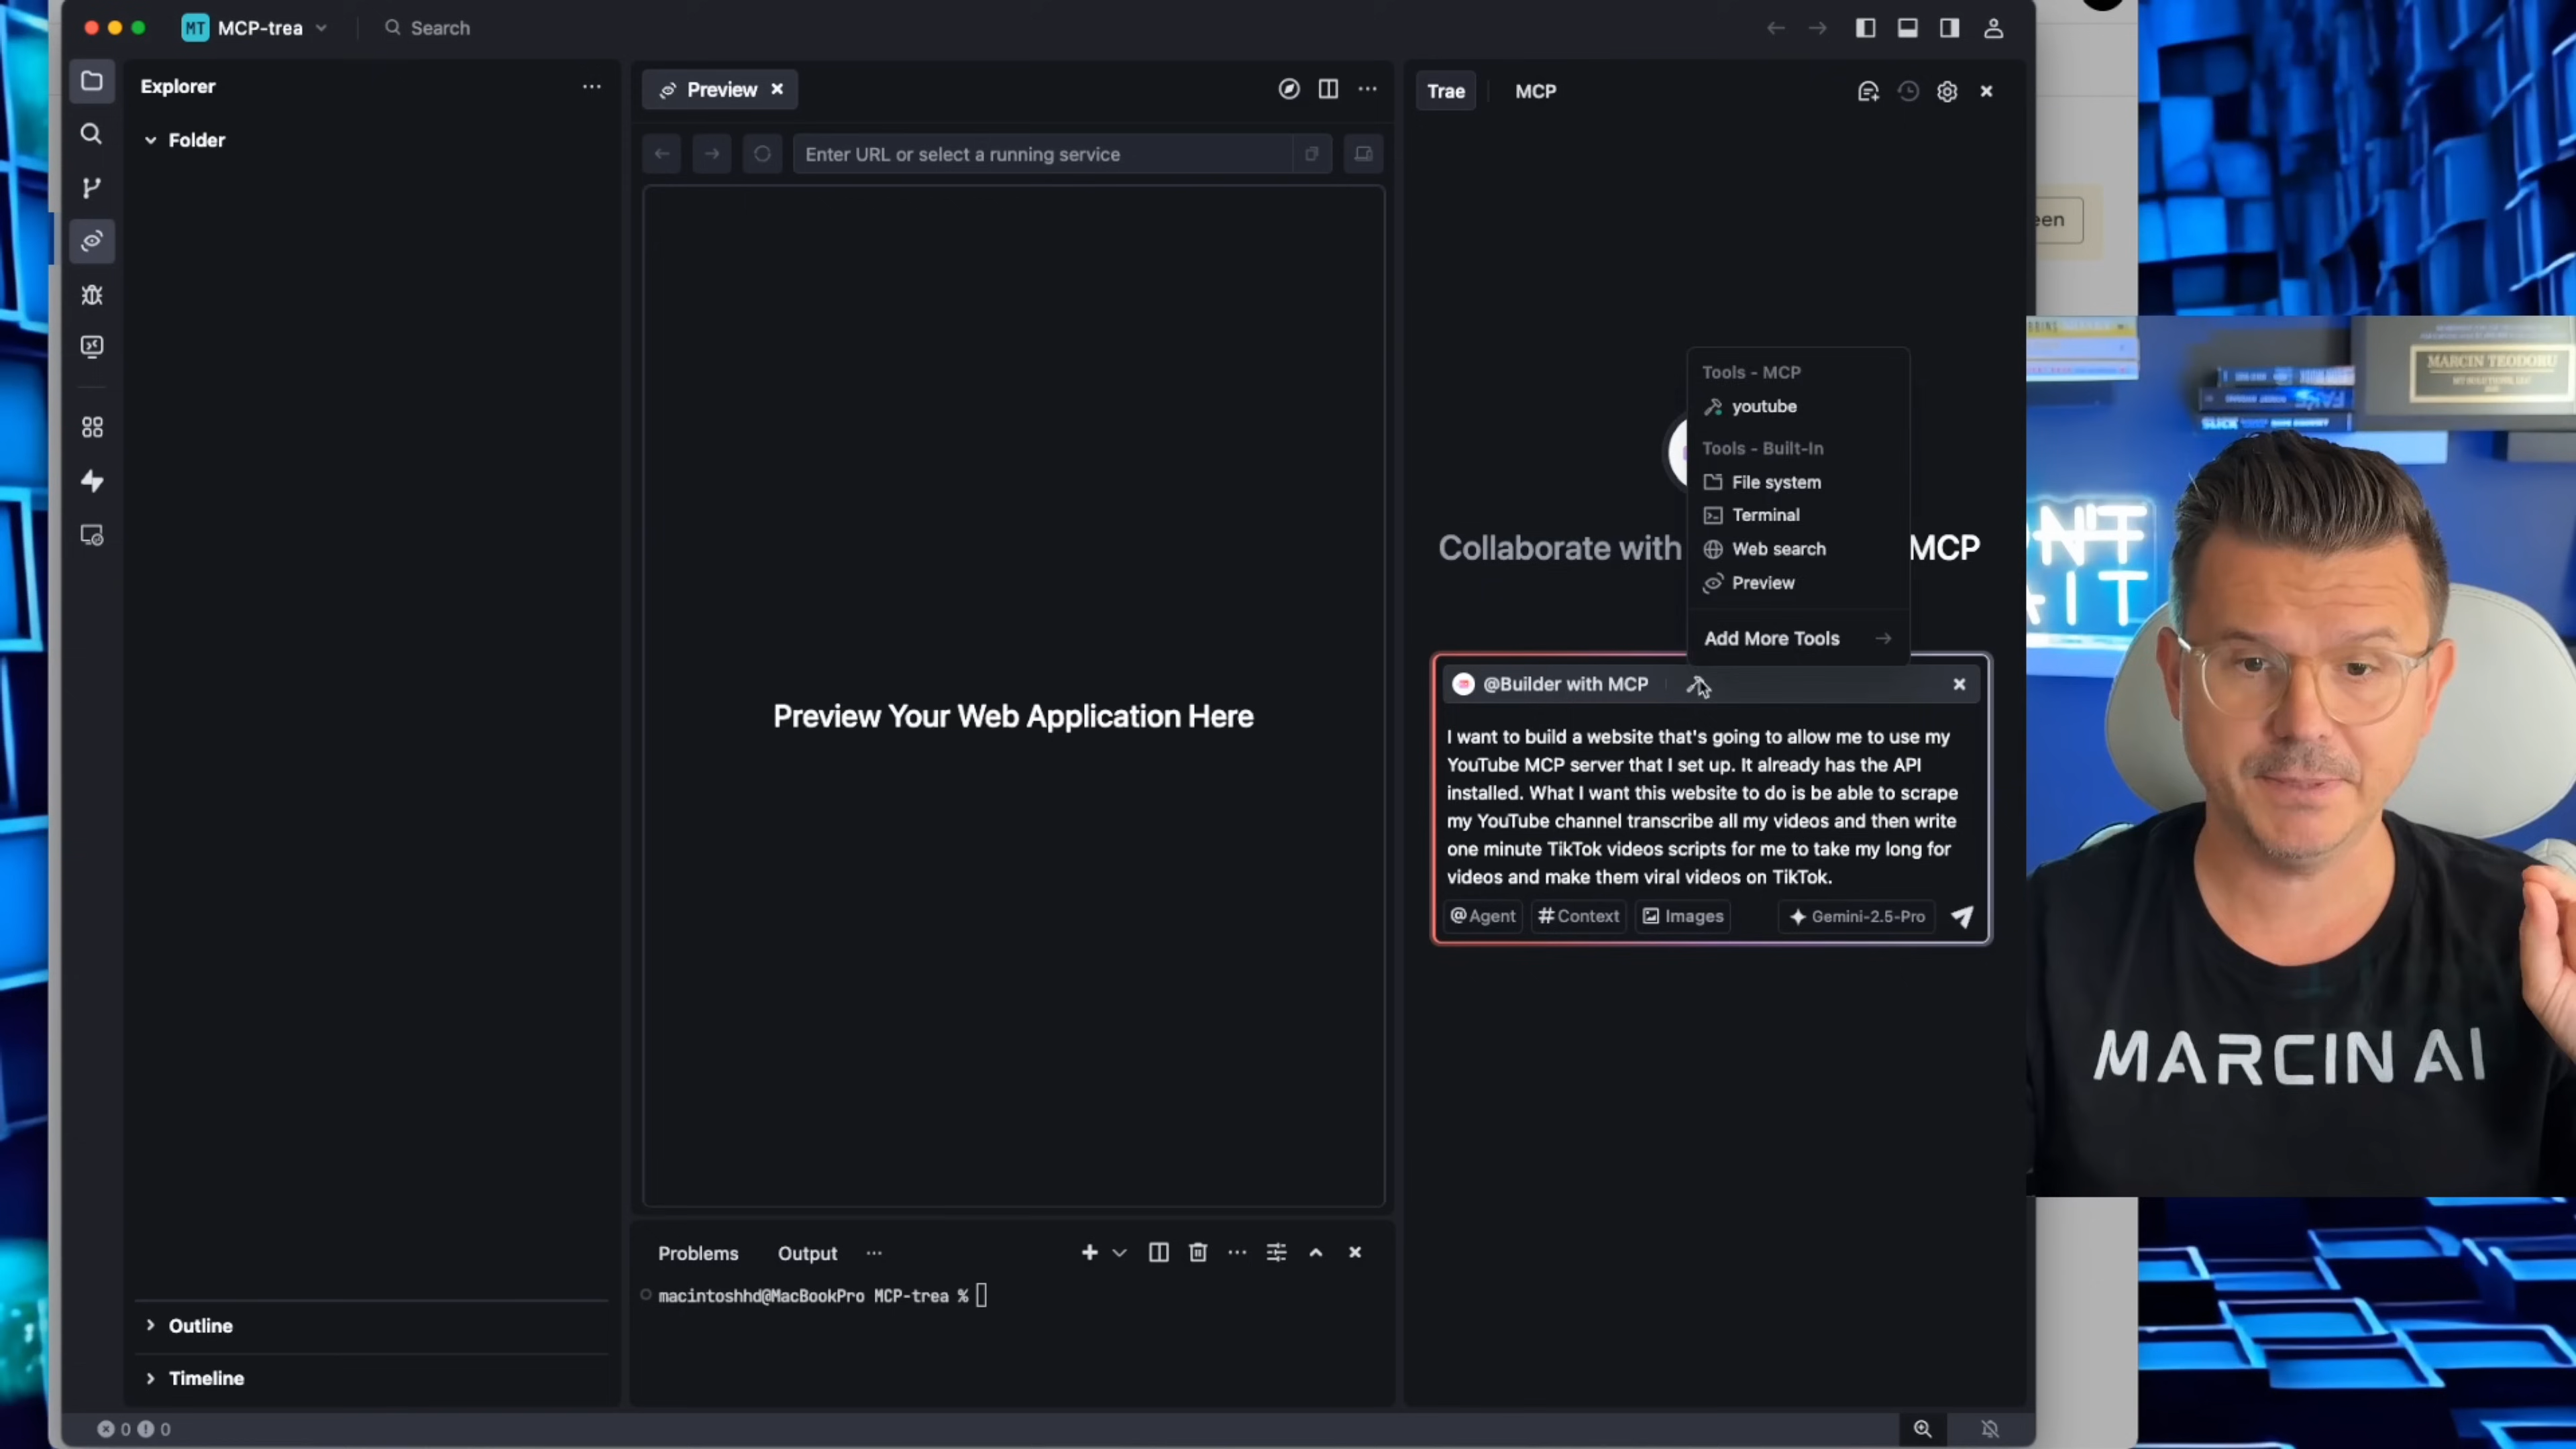 MT MCP-trea
Search
Explorer
Folder
Outline
Timeline
0 0
Preview
Enter URL or select a running service
Preview Your Web Application Here
Problems Output
macintoshhd@MacBookPro MCP-trea %
Trae MCP
Tools - MCP
youtube
Tools - Built-In
File system
Terminal
Web search
Preview
Add More Tools
Collaborate with MCP
@Builder with MCP
I want to build a website that's going to allow me to use my
YouTube MCP server that I set up. It already has the API
installed. What I want this website to do is be able to scrape
my YouTube channel transcribe all my videos and then write
one minute TikTok videos scripts for me to take my long for
videos and make them viral videos on TikTok.
@Agent #Context Images Gemini-2.5-Pro
een
MARCIN TEODORU
N'T
IT
MARCIN AI